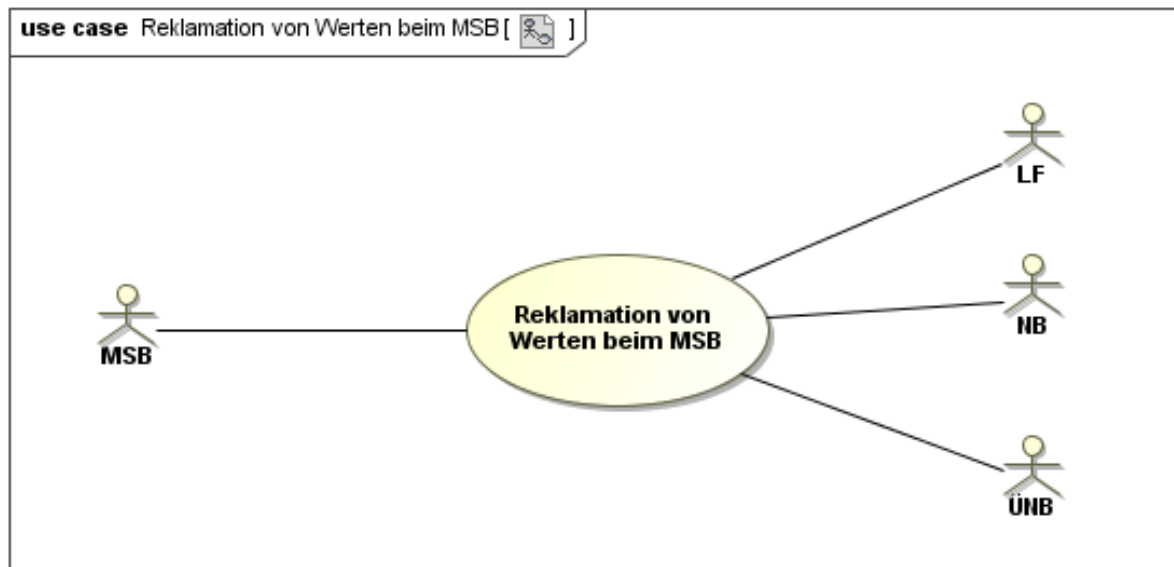 use case Reklamation von Werten beim MSB [ ]
LF
NB
Reklamation von
Werten beim MSB
MSB
ÜNB